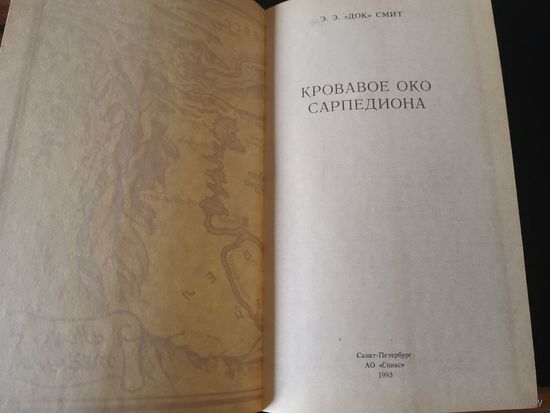 Э. Э. «ДОК» СМИТ
КРОВАВОЕ ОКО
САРПЕДИОНА
Санкт-Петербург
АО «Спикс»
1993